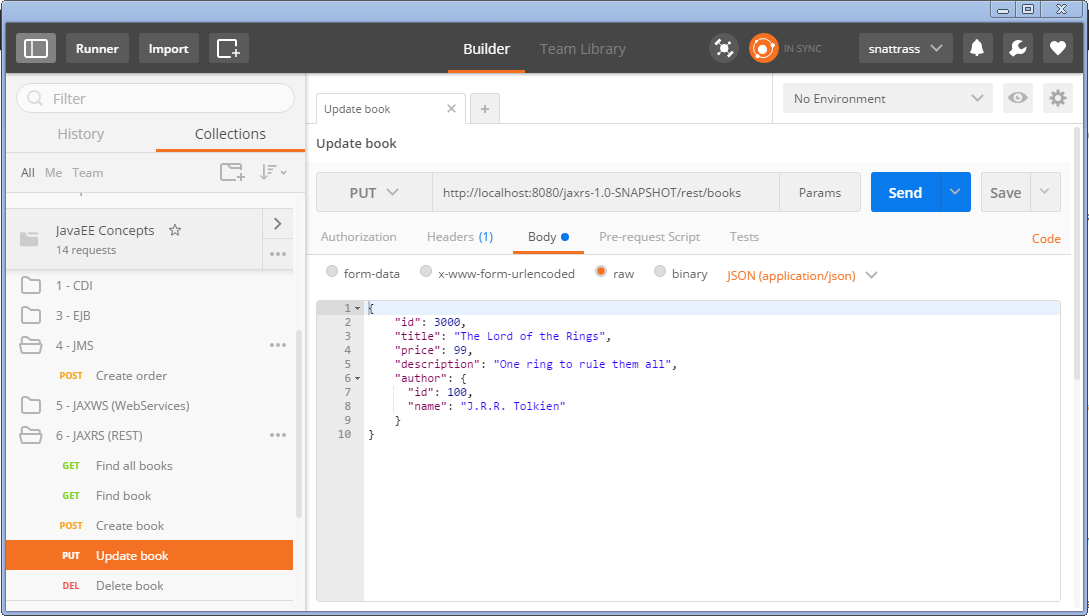 Runner Import Builder Team Library IN SYNC snattrass
Filter
History Collections
All Me Team
JavaEE Concepts
14 requests
1 - CDI
3 - EJB
4 - JMS
POST Create order
5 - JAXWS (WebServices)
6 - JAXRS (REST)
GET Find all books
GET Find book
POST Create book
PUT Update book
DEL Delete book
Update book + No Environment
Update book
PUT http://localhost:8080/jaxrs-1.0-SNAPSHOT/rest/books Params Send Save
Authorization Headers (1) Body Pre-request Script Tests Code
form-data x-www-form-urlencoded raw binary JSON (application/json)
1 {
2 "id": 3000,
3 "title": "The Lord of the Rings",
4 "price": 99,
5 "description": "One ring to rule them all",
6 "author": {
7 "id": 100,
8 "name": "J.R.R. Tolkien"
9 }
10 }